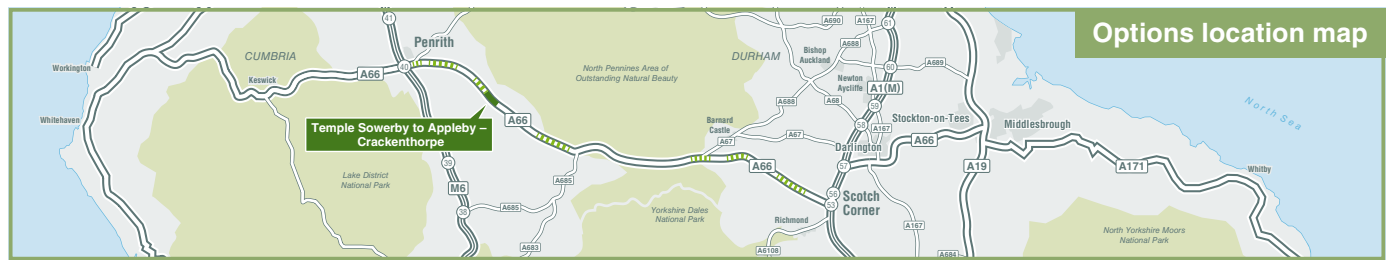 Options location map
41
A690
A167
61
CUMBRIA
Penrith
DURHAM
Bishop
Auckland
A688
Workington
Keswick
A66
40
North Pennines Area of
Outstanding Natural Beauty
60
A689
Newton
Aycliffe
A1(M)
North Sea
A688
A68
59
Whitehaven
Temple Sowerby to Appleby –
Crackenthorpe
A66
Barnard
Castle
58
A167
Stockton-on-Tees
Middlesbrough
A67
A67
Darlington
A66
39
A66
57
A19
A171
Whitby
Lake District
National Park
M6
A685
A685
38
Yorkshire Dales
National Park
56
53
Scotch
Corner
Richmond
A167
North Yorkshire Moors
National Park
A683
A6108
A684